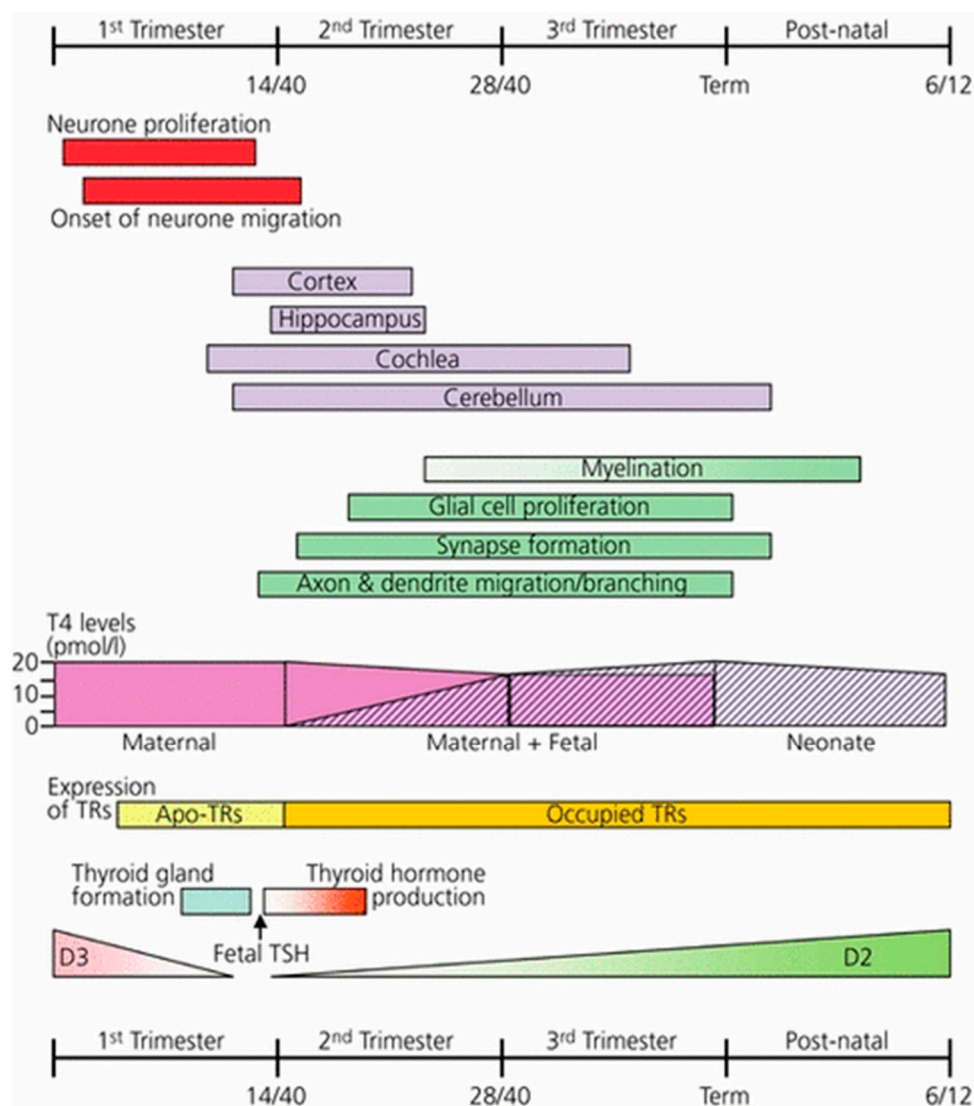 1st Trimester 2nd Trimester 3rd Trimester Post-natal
14/40 28/40 Term 6/12
Neurone proliferation
Onset of neurone migration
Cortex
Hippocampus
Cochlea
Cerebellum
Myelination
Glial cell proliferation
Synapse formation
Axon & dendrite migration/branching
T4 levels
(pmol/l)
20
10
0
Maternal Maternal + Fetal Neonate
Expression
of TRs Apo-TRs Occupied TRs
Thyroid gland Thyroid hormone
formation production
Fetal TSH
D3 D2
1st Trimester 2nd Trimester 3rd Trimester Post-natal
14/40 28/40 Term 6/12